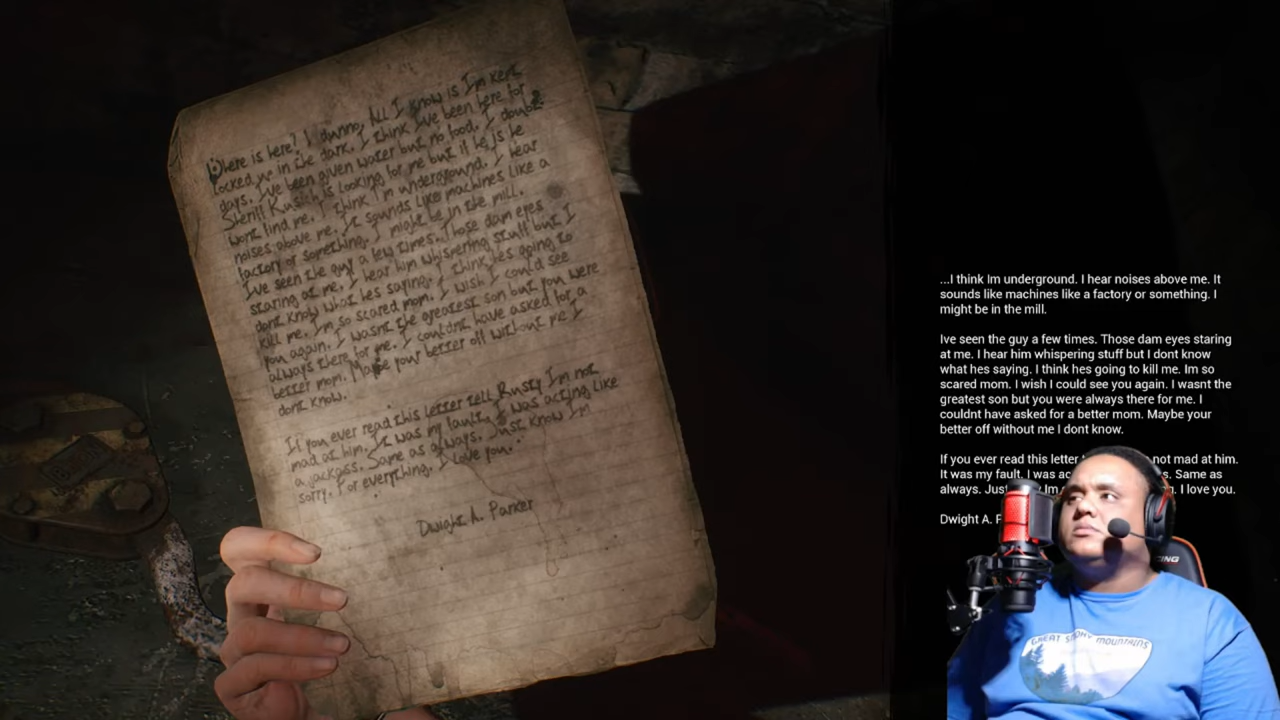 Where is here? I dunno. All I know is I'm kept
locked up in the dark. I think I've been here for
days. I've been given water but no food. I doubt
Sheriff is looking for me but if he is he
wont find me. I think I'm underground. I hear
noises above me. It sounds like machines like a
factory or something. I might be in the mill.
Ive seen the guy a few times. Those dam eyes
staring at me. I hear him whispering stuff but I
dont know what hes saying. I think hes going to
kill me. Im so scared mom. I wish I could see
you again. I wasnt the greatest son but you were
always there for me. I couldnt have asked for a
better mom. Maybe your better off without me I
dont know.
If you ever read this letter tell Rusty I'm not
mad at him. It was my fault. I was acting like
a jackass. Same as always. Just know Im
sorry. For everything. I love you.
Dwight A. Parker
...I think Im underground. I hear noises above me. It
sounds like machines like a factory or something. I
might be in the mill.
Ive seen the guy a few times. Those dam eyes staring
at me. I hear him whispering stuff but I dont know
what hes saying. I think hes going to kill me. Im so
scared mom. I wish I could see you again. I wasnt the
greatest son but you were always there for me. I
couldnt have asked for a better mom. Maybe your
better off without me I dont know.
If you ever read this letter not mad at him.
It was my fault. I was Same as
always. Im I love you.
Dwight A.
GREAT SMOKY MOUNTAINS